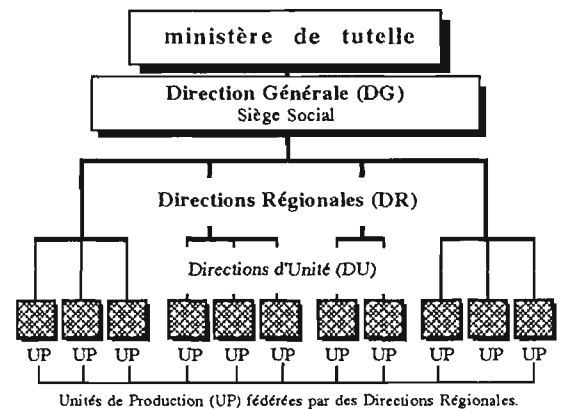 ministère de tutelle
Direction Générale (DG)
Siège Social
Directions Régionales (DR)
Directions d'Unité (DU)
UP UP UP UP UP UP UP UP UP UP UP
Unités de Production (UP) fédérées par des Directions Régionales.